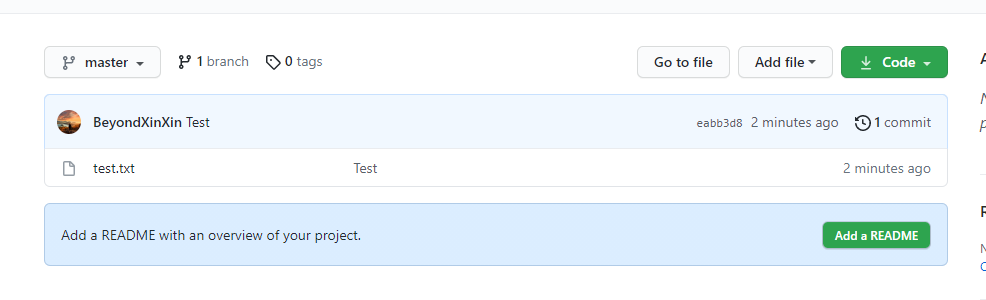 master 1 branch 0 tags Go to file Add file Code
BeyondXinXin Test eabb3d8 2 minutes ago 1 commit
test.txt Test 2 minutes ago
Add a README with an overview of your project. Add a README